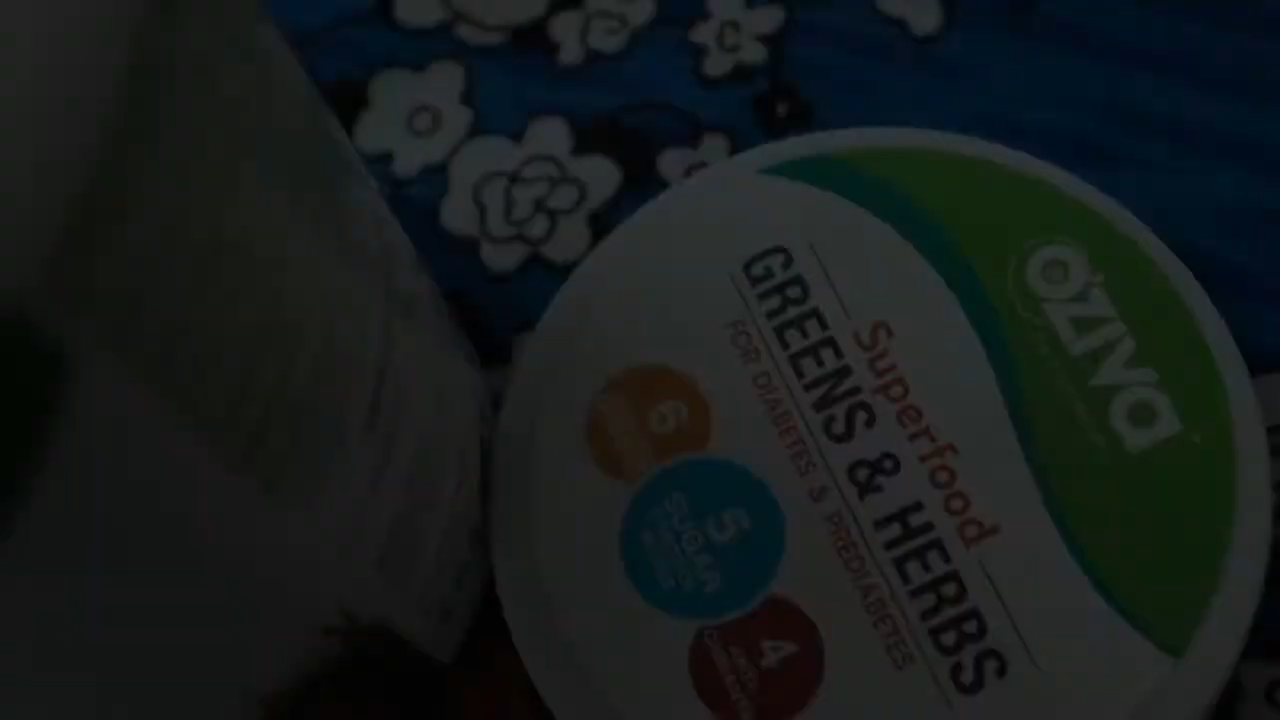 OZiva
Superfood
GREENS & HERBS
FOR DIABETES & PREDIABETES
6
5
SUGAR
4